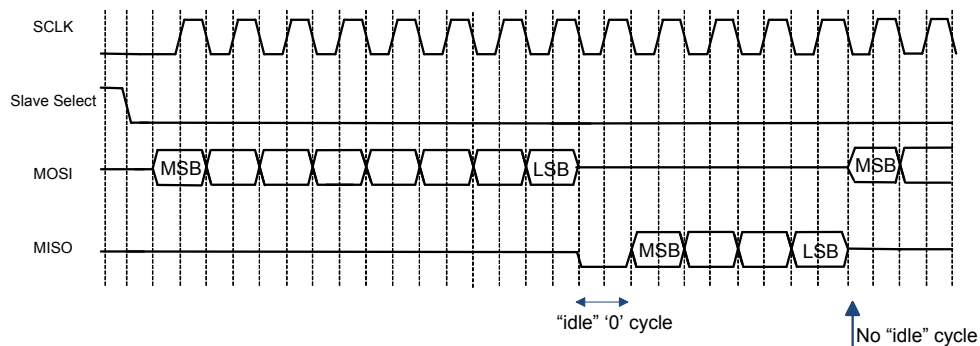 SCLK
Slave Select
MOSI
MSB
LSB
MSB
MISO
MSB
LSB
“idle” ‘0’ cycle
No “idle” cycle